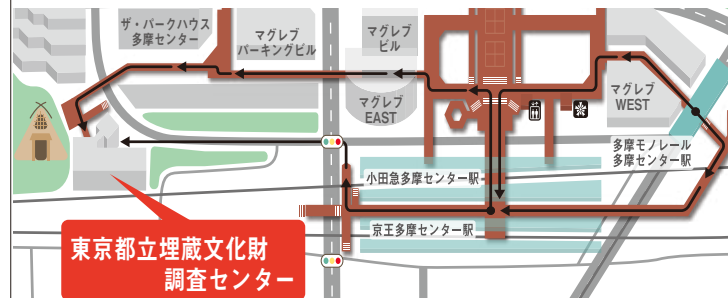 ザ・パークハウス
多摩センター
マグレブ
パーキングビル
マグレブ
ビル
マグレブ
EAST
マグレブ
WEST
多摩モノレール
多摩センター駅
小田急多摩センター駅
京王多摩センター駅
東京都立埋蔵文化財
調査センター